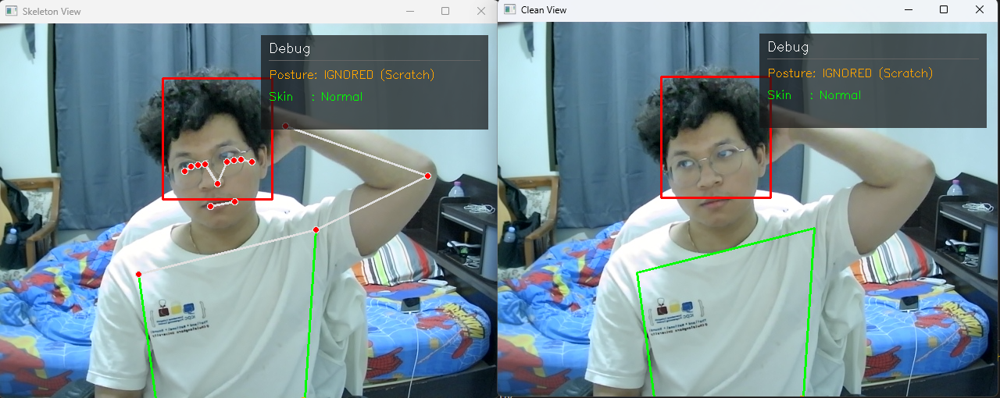 Skeleton View
Debug
Posture: IGNORED (Scratch)
Skin : Normal
Clean View
Debug
Posture: IGNORED (Scratch)
Skin : Normal